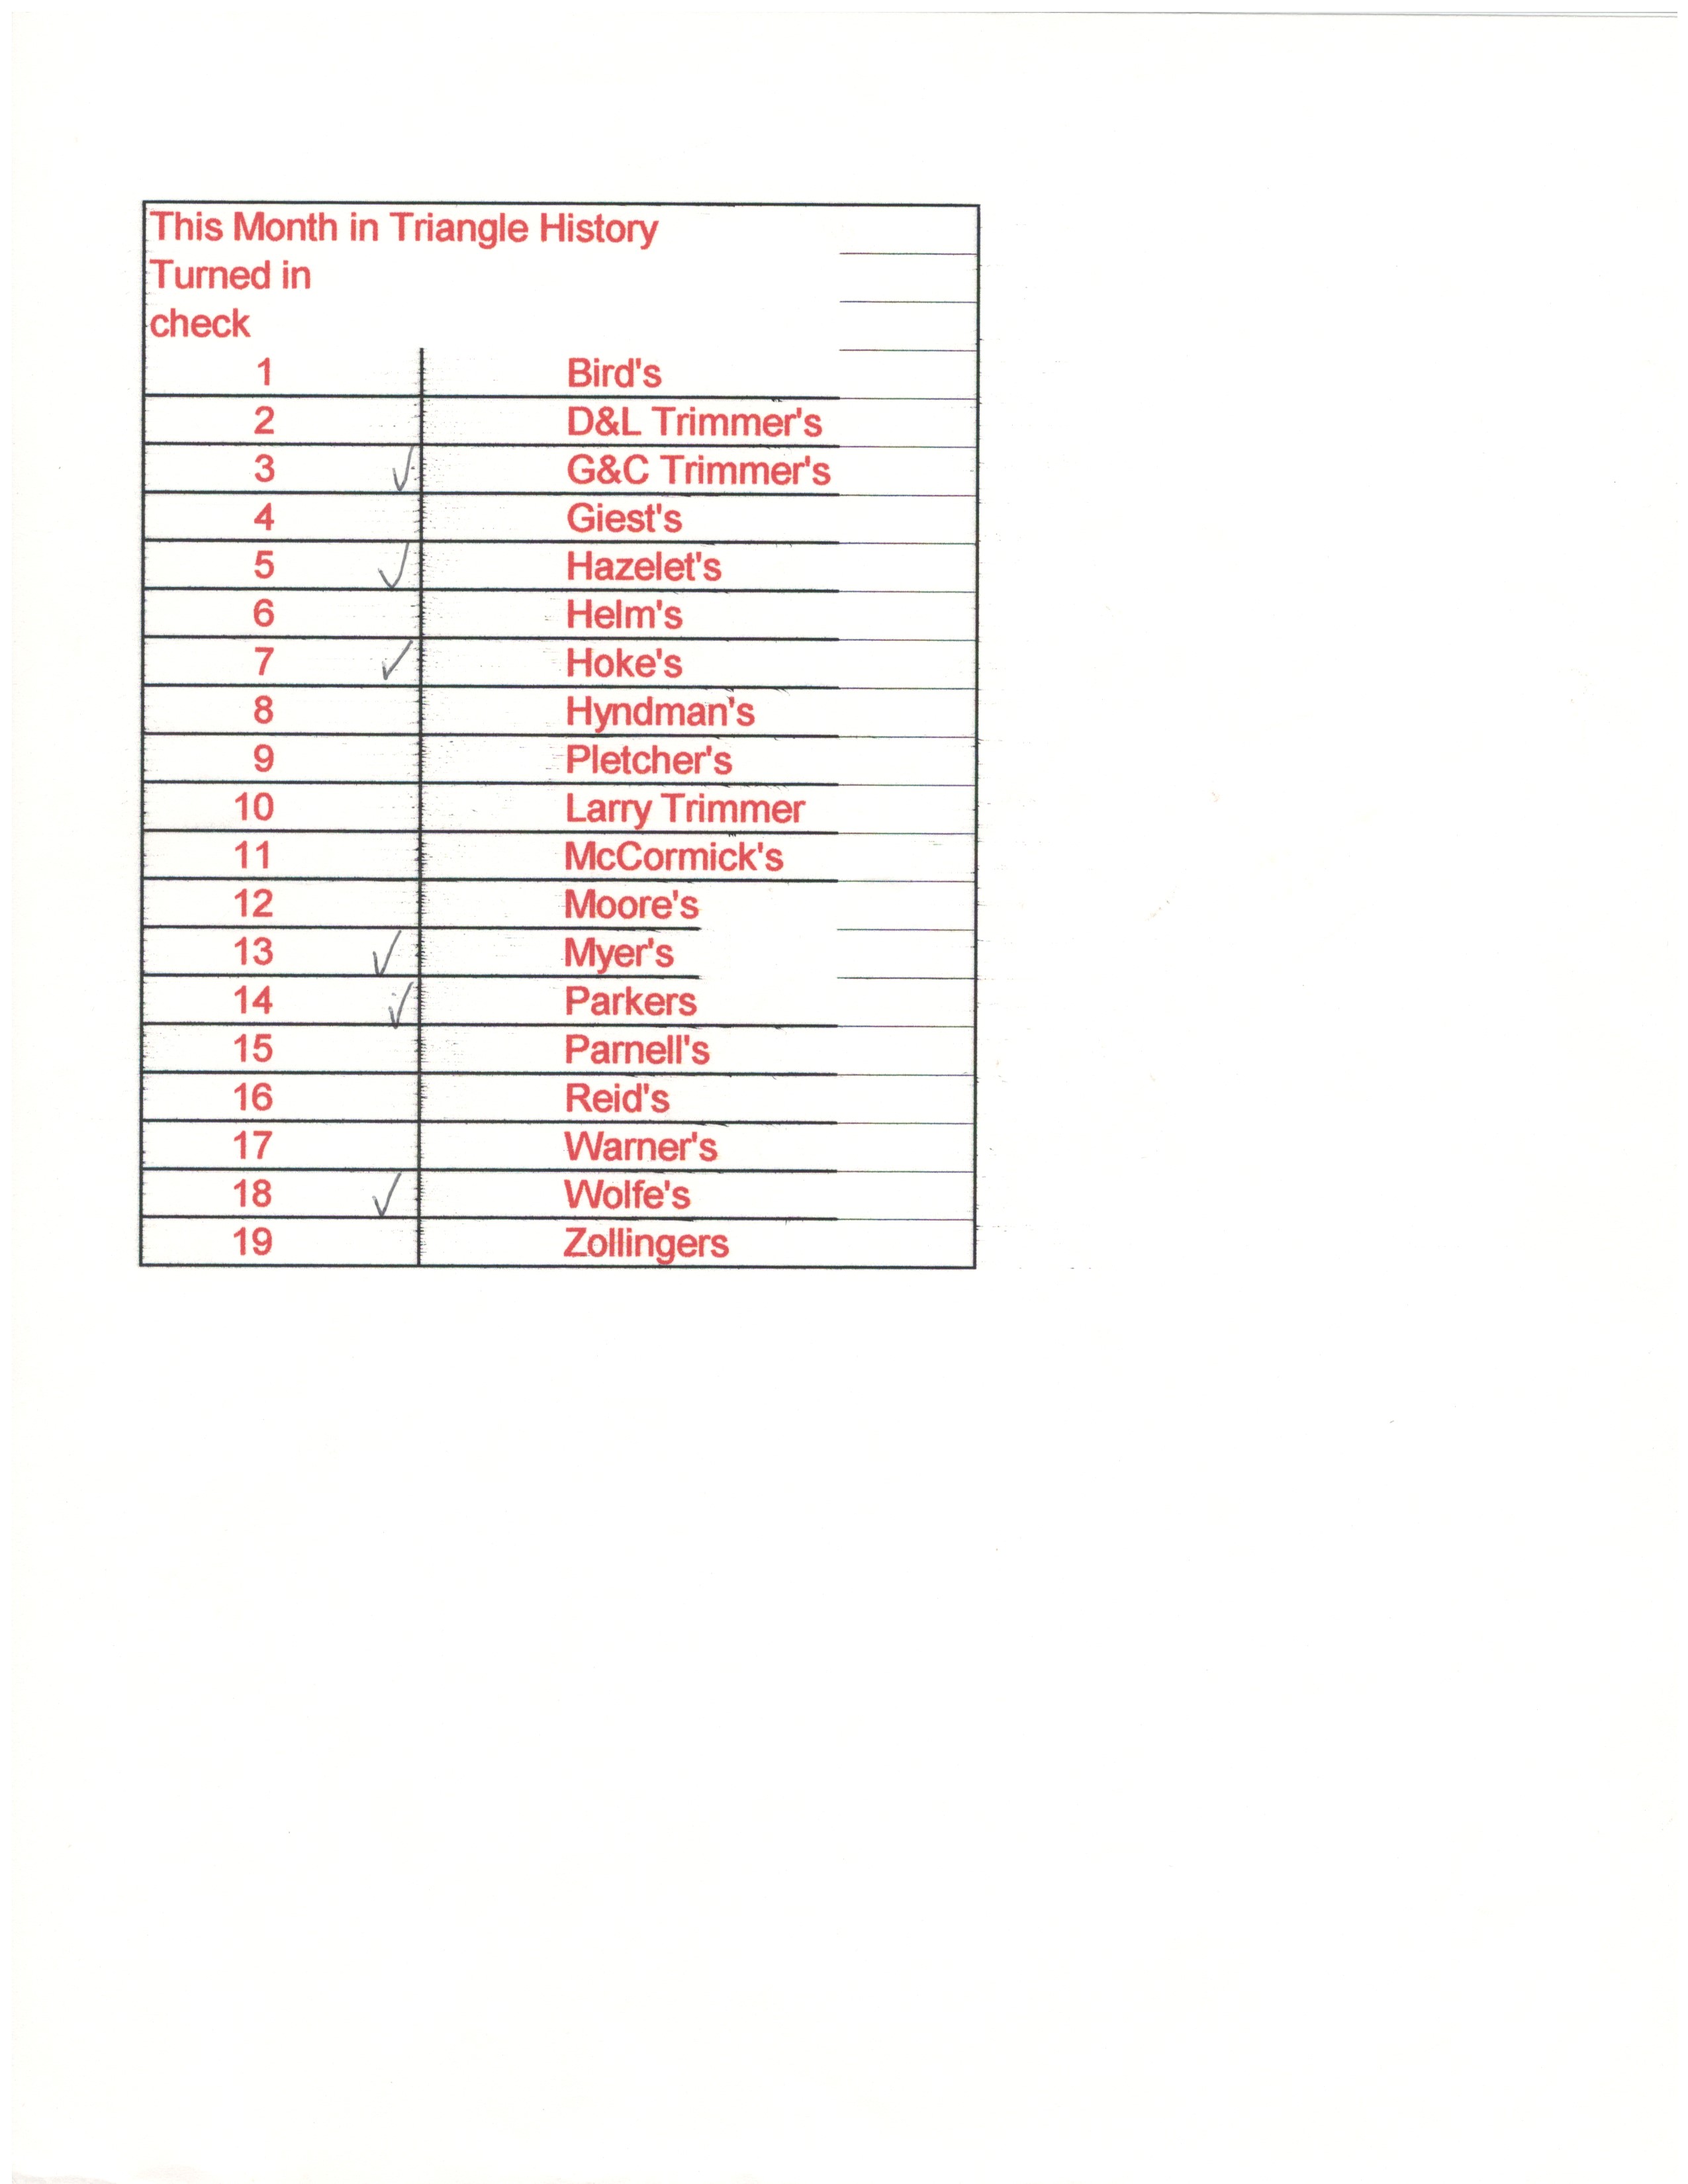 This Month in Triangle History
Turned in
check
1 Bird's
2 D&L Trimmer's
3 ✓ G&C Trimmer's
4 Giest's
5 ✓ Hazelet's
6 Helm's
7 ✓ Hoke's
8 Hyndman's
9 Pletcher's
10 Larry Trimmer
11 McCormick's
12 Moore's
13 ✓ Myer's
14 ✓ Parkers
15 Parnell's
16 Reid's
17 Warner's
18 ✓ Wolfe's
19 Zollingers